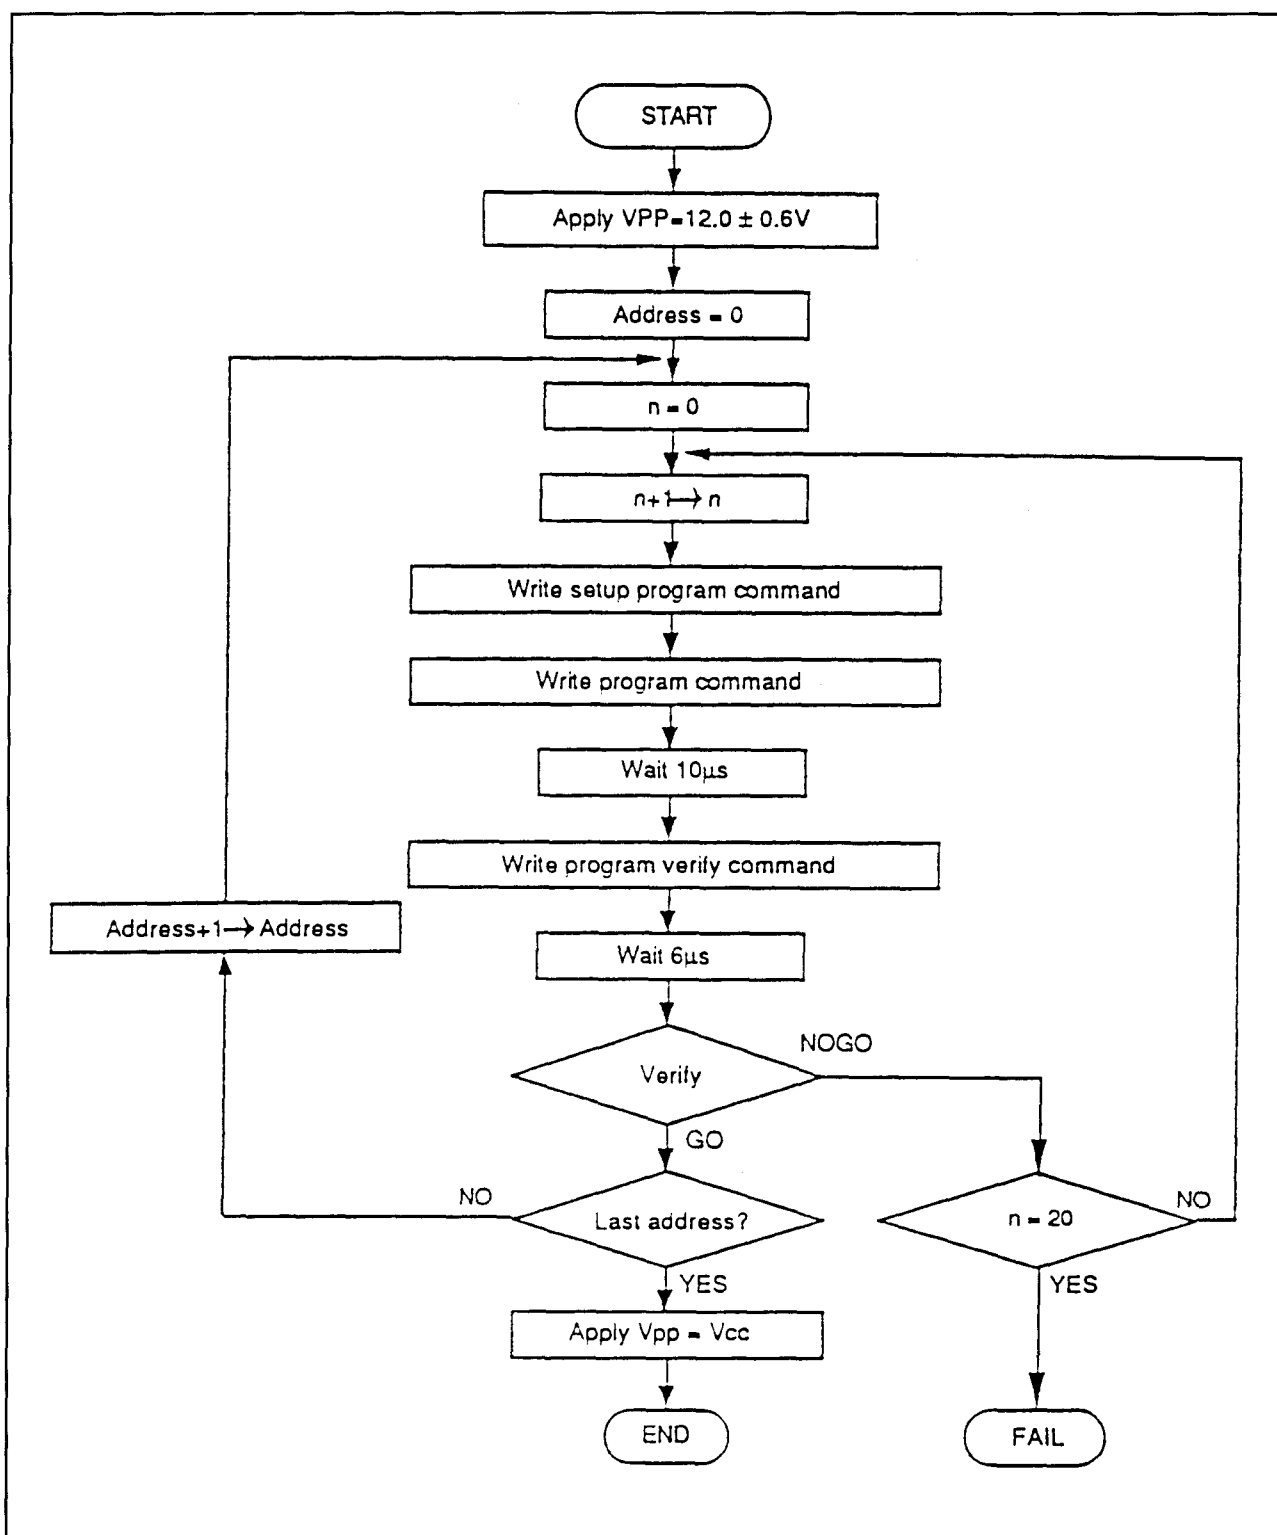 START
Apply VPP=12.0 ± 0.6V
Address = 0
n = 0
n+1→n
Write setup program command
Write program command
Wait 10μs
Write program verify command
Address+1→Address
Wait 6μs
NOGO
Verify
GO
NO
Last address?
n = 20
NO
YES
YES
Apply Vpp = Vcc
END
FAIL